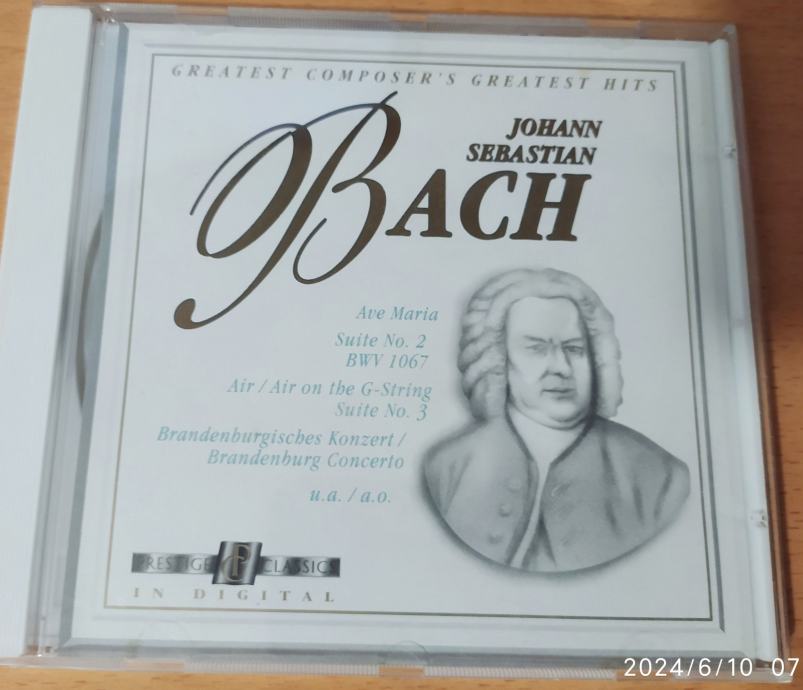 GREATEST COMPOSER'S GREATEST HITS
JOHANN
SEBASTIAN
BACH
Ave Maria
Suite No. 2
BWV 1067
Air / Air on the G-String
Suite No. 3
Brandenburgisches Konzert /
Brandenburg Concerto
u.a. / a.o.
PRESTIGE CP CLASSICS
IN DIGITAL
2024/6/10 07